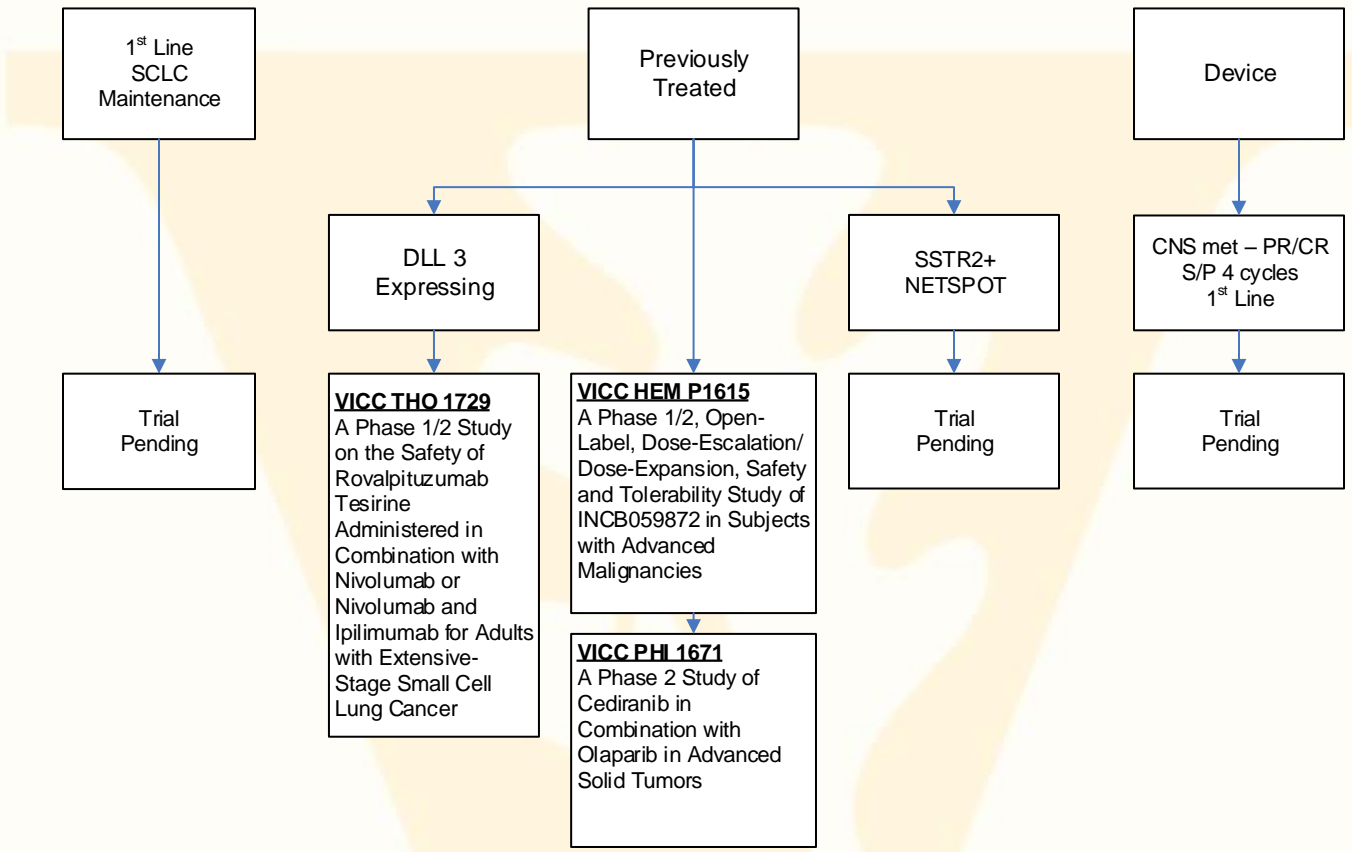 1st Line
SCLC
Maintenance
Previously
Treated
Device
DLL 3
Expressing
SSTR2+
NETSPOT
CNS met – PR/CR
S/P 4 cycles
1st Line
Trial
Pending
VICC THO 1729
A Phase 1/2 Study
on the Safety of
Rovalpituzumab
Tesirine
Administered in
Combination with
Nivolumab or
Nivolumab and
Ipilimumab for Adults
with Extensive-
Stage Small Cell
Lung Cancer
VICC HEM P1615
A Phase 1/2, Open-
Label, Dose-Escalation/
Dose-Expansion, Safety
and Tolerability Study of
INCB059872 in Subjects
with Advanced
Malignancies
Trial
Pending
Trial
Pending
VICC PHI 1671
A Phase 2 Study of
Cediranib in
Combination with
Olaparib in Advanced
Solid Tumors